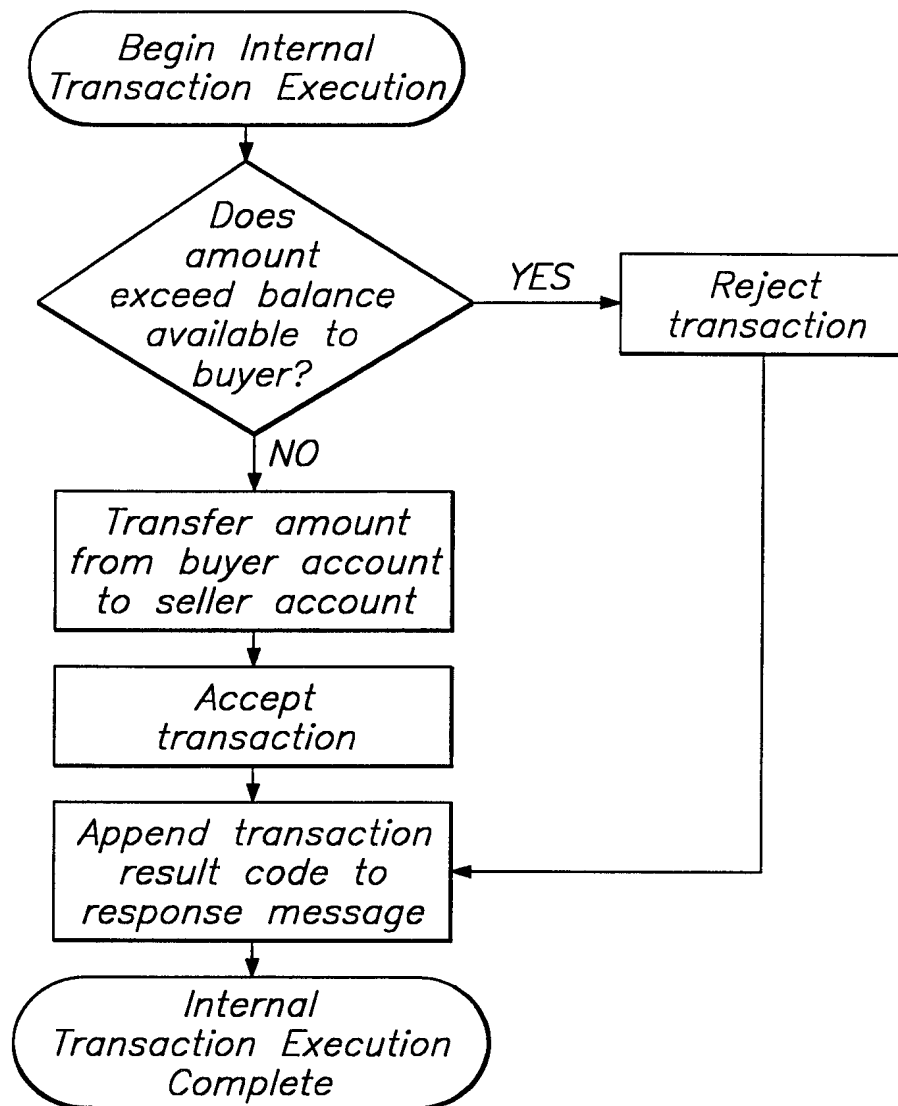 Begin Internal
Transaction Execution
Does
amount
exceed balance
available to
buyer?
YES
Reject
transaction
NO
Transfer amount
from buyer account
to seller account
Accept
transaction
Append transaction
result code to
response message
Internal
Transaction Execution
Complete